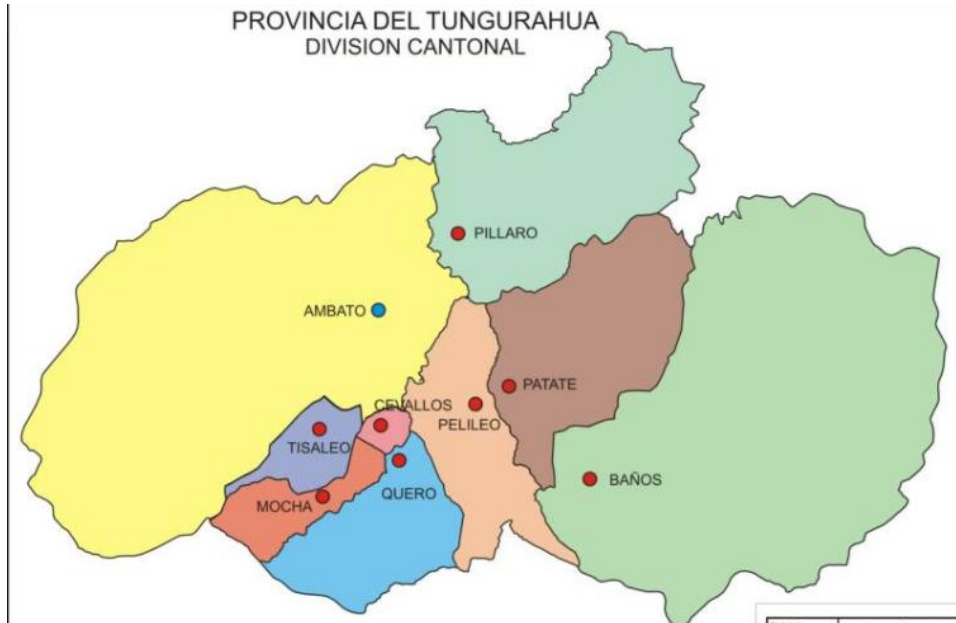 PROVINCIA DEL TUNGURAHUA
DIVISION CANTONAL
PILLARO
AMBATO
PATATE
CEVALLOS
PELILEO
TISALEO
BAÑOS
QUERO
MOCHA